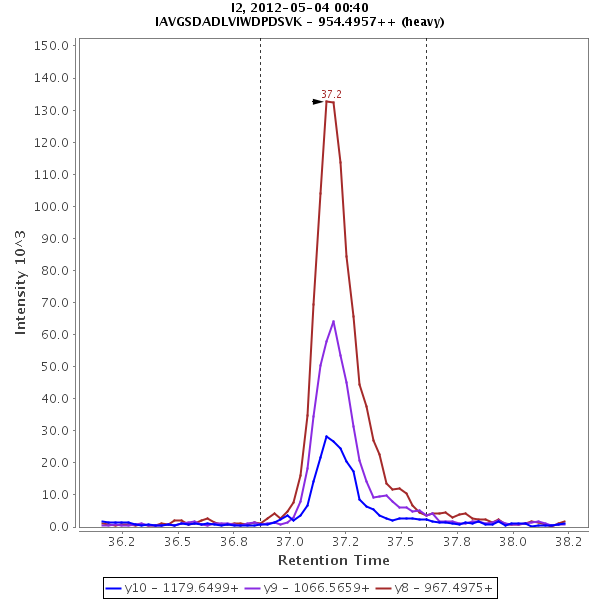 I2, 2012-05-04 00:40
IAVGSDADLVIWDPDSVK - 954.4957++ (heavy)
150.0
140.0
130.0
120.0
110.0
100.0
90.0
80.0
70.0
60.0
50.0
40.0
30.0
20.0
10.0
0.0
Intensity 10^3
37.2
36.2 36.5 36.8 37.0 37.2 37.5 37.8 38.0 38.2
Retention Time
y10 - 1179.6499+ y9 - 1066.5659+ y8 - 967.4975+